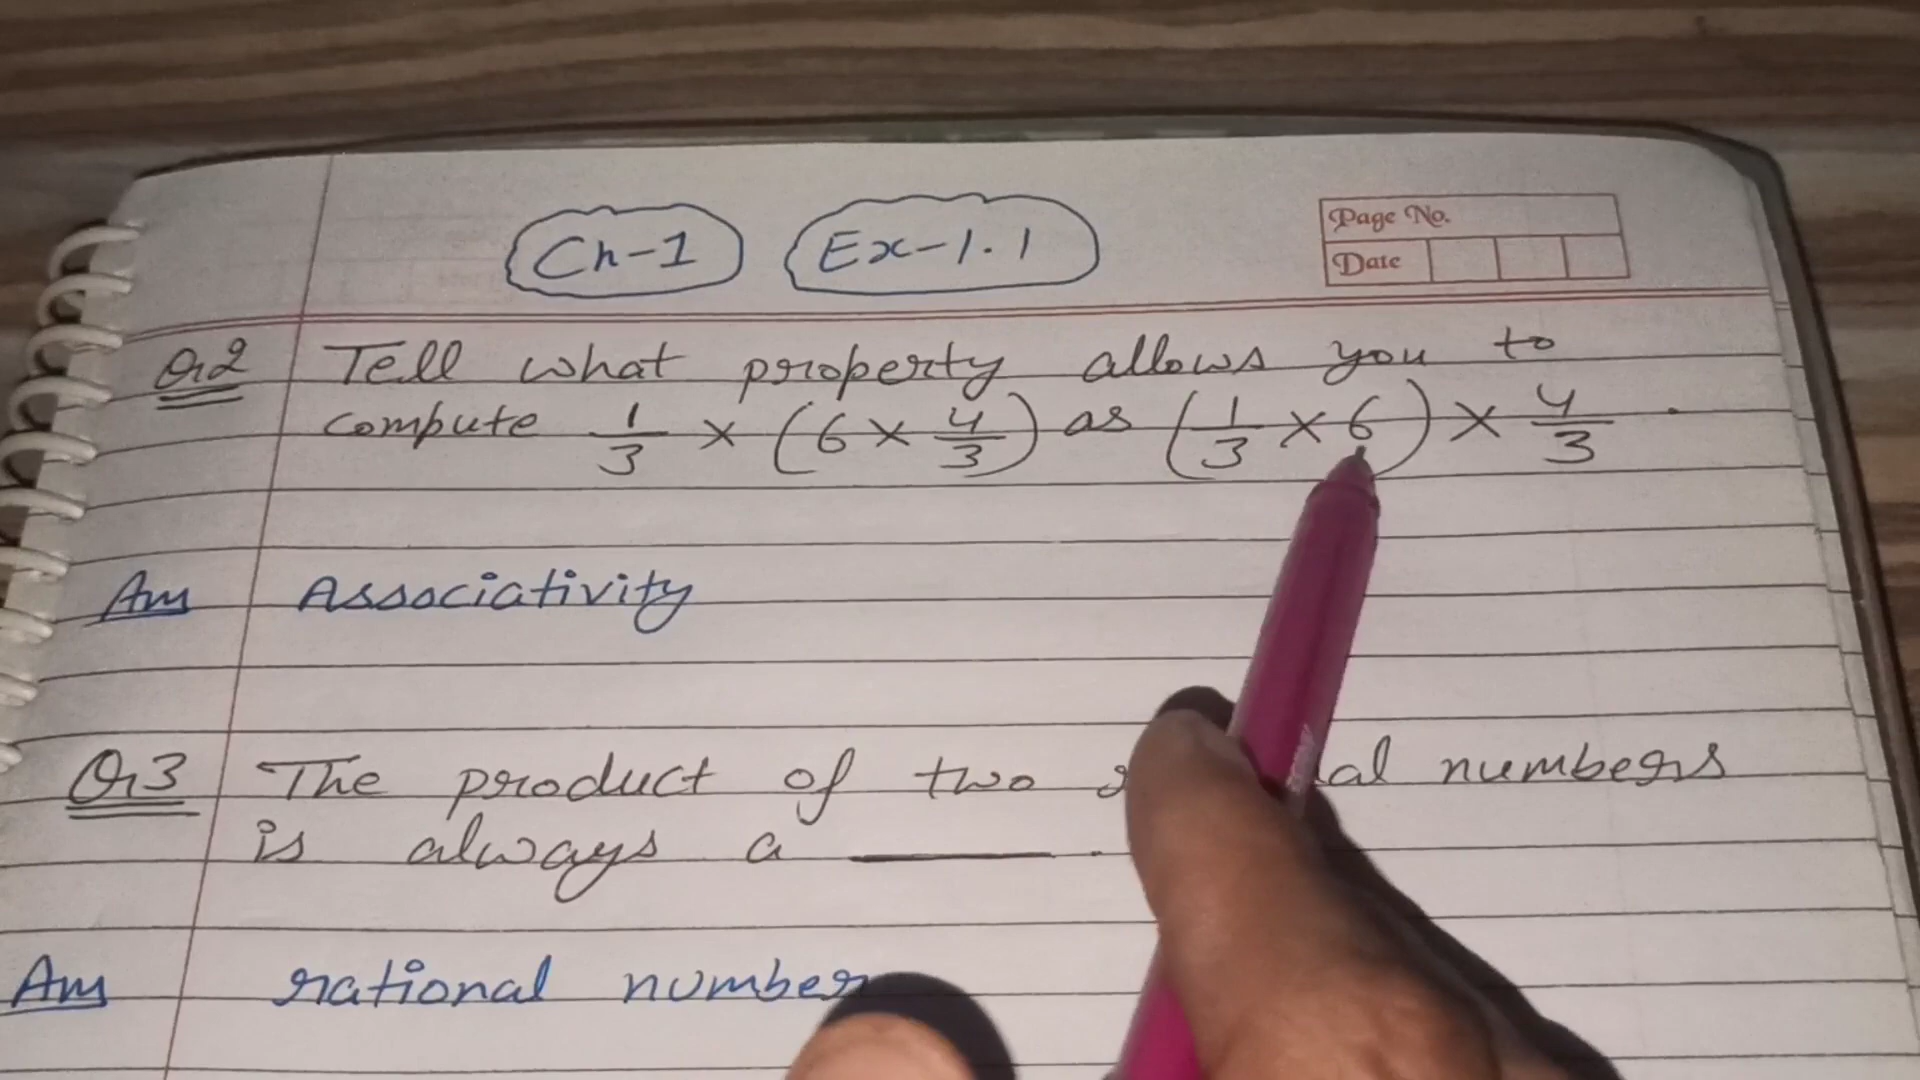 Ch-1 Ex-1.1
Page No.
Date
Q2 Tell what property allows you to
compute 1/3 × (6 × 4/3) as (1/3 × 6) × 4/3.
Ans Associativity
Q3 The product of two numbers
is always a ______.
Ans rational number